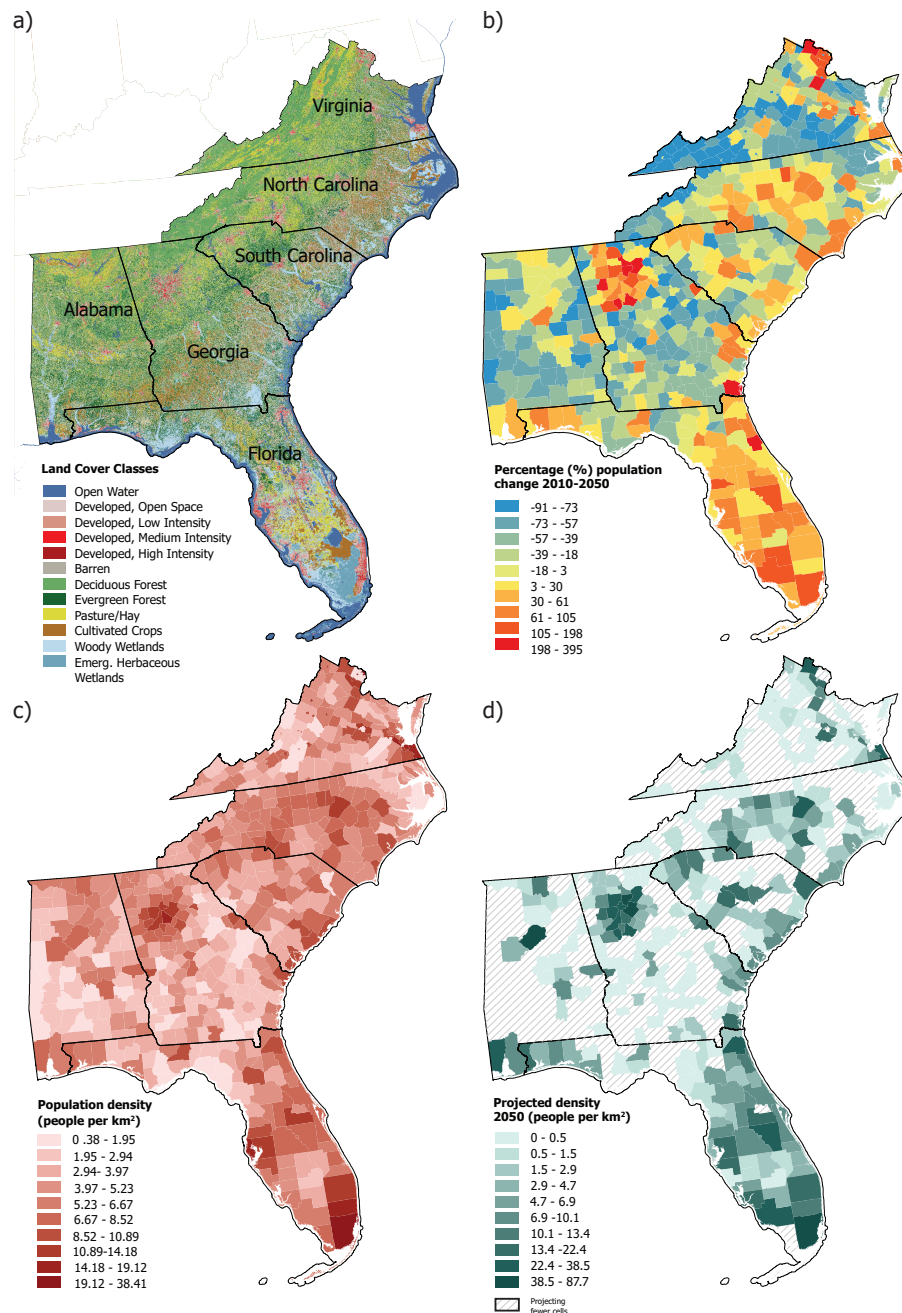 a)
b)
Virginia
North Carolina
South Carolina
Alabama
Georgia
Florida
Land Cover Classes
Open Water
Developed, Open Space
Developed, Low Intensity
Developed, Medium Intensity
Developed, High Intensity
Barren
Deciduous Forest
Evergreen Forest
Pasture/Hay
Cultivated Crops
Woody Wetlands
Emerg. Herbaceous
Wetlands
Percentage (%) population
change 2010-2050
-91 - -73
-73 - -57
-57 - -39
-39 - -18
-18 - 3
3 - 30
30 - 61
61 - 105
105 - 198
198 - 395
c)
d)
Population density
(people per km²)
0 .38 - 1.95
1.95 - 2.94
2.94- 3.97
3.97 - 5.23
5.23 - 6.67
6.67 - 8.52
8.52 - 10.89
10.89-14.18
14.18 - 19.12
19.12 - 38.41
Projected density
2050 (people per km²)
0 - 0.5
0.5 - 1.5
1.5 - 2.9
2.9 - 4.7
4.7 - 6.9
6.9 -10.1
10.1 - 13.4
13.4 -22.4
22.4 - 38.5
38.5 - 87.7
Projecting
fewer cells